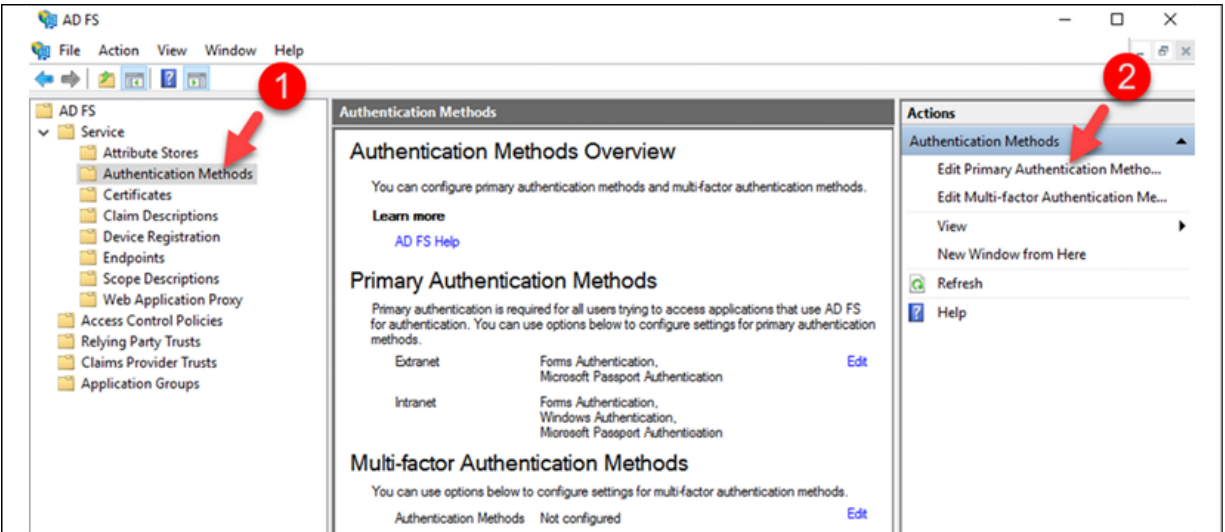 AD FS
File Action View Window Help
1
2
AD FS
Service
Attribute Stores
Authentication Methods
Certificates
Claim Descriptions
Device Registration
Endpoints
Scope Descriptions
Web Application Proxy
Access Control Policies
Relying Party Trusts
Claims Provider Trusts
Application Groups
Authentication Methods
Authentication Methods Overview
You can configure primary authentication methods and multi-factor authentication methods.
Learn more
AD FS Help
Primary Authentication Methods
Primary authentication is required for all users trying to access applications that use AD FS
for authentication. You can use options below to configure settings for primary authentication
methods.
Extranet Forms Authentication, Edit
Microsoft Passport Authentication
Intranet Forms Authentication,
Windows Authentication,
Microsoft Passport Authentication
Multi-factor Authentication Methods
You can use options below to configure settings for multi-factor authentication methods.
Authentication Methods Not configured Edit
Actions
Authentication Methods
Edit Primary Authentication Metho...
Edit Multi-factor Authentication Me...
View
New Window from Here
Refresh
? Help